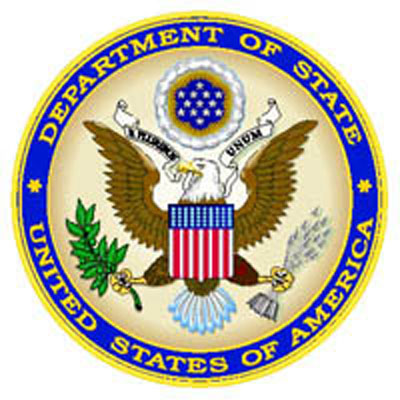 DEPARTMENT OF STATE
E PLURIBUS UNUM
UNITED STATES OF AMERICA